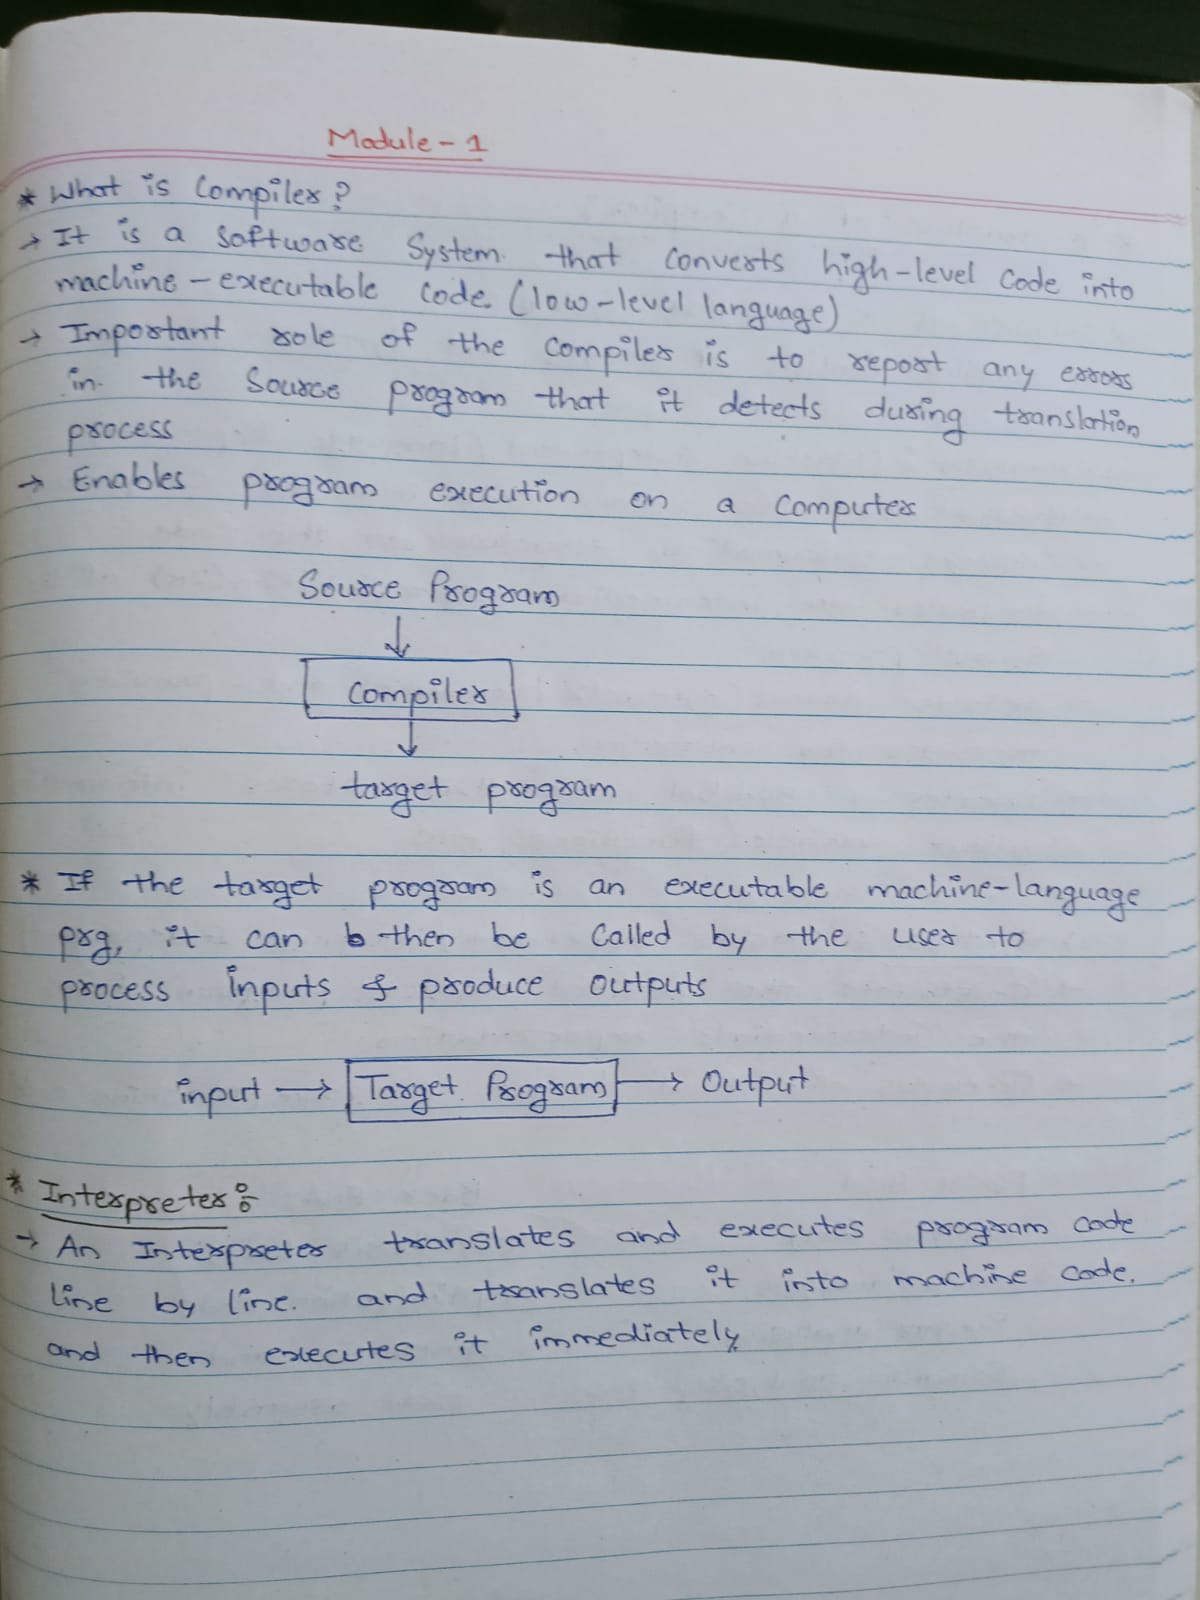 Module - 1
* What is Compiler?
→ It is a Software System. that converts high-level Code into
machine - executable code. (low-level language)
→ Important role of the compiler is to report any errors
in. the Source program that it detects during translation
process
→ Enables program execution on a Computer
Source Program
↓
Compiler
↓
target program
* If the target program is an executable machine-language
prg, it can b then be Called by the user to
process inputs & produce outputs
input → Target Program → Output
* Interpreter :-
→ An Interpreter translates and executes program code
line by line. and translates it into machine code.
and then executes it immediately